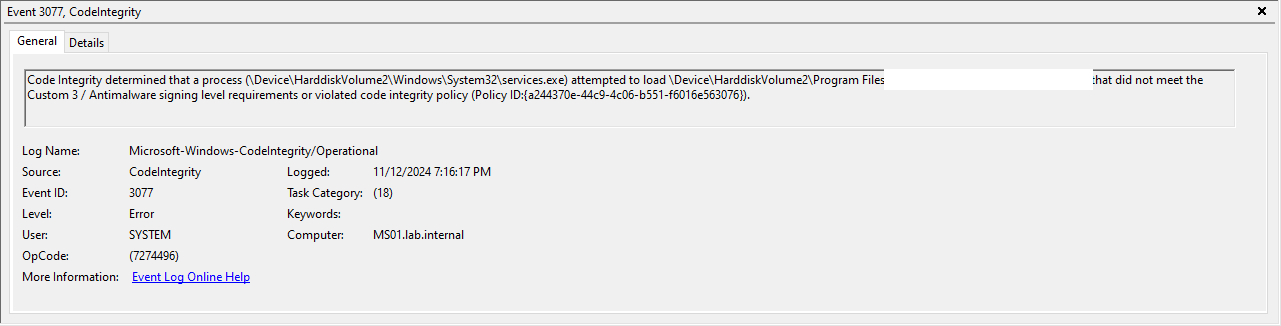 Event 3077, CodeIntegrity
General Details
Code Integrity determined that a process (\Device\HarddiskVolume2\Windows\System32\services.exe) attempted to load \Device\HarddiskVolume2\Program Files that did not meet the
Custom 3 / Antimalware signing level requirements or violated code integrity policy (Policy ID:{a244370e-44c9-4c06-b551-f6016e563076}).
Log Name: Microsoft-Windows-CodeIntegrity/Operational
Source: CodeIntegrity Logged: 11/12/2024 7:16:17 PM
Event ID: 3077 Task Category: (18)
Level: Error Keywords:
User: SYSTEM Computer: MS01.lab.internal
OpCode: (7274496)
More Information: Event Log Online Help